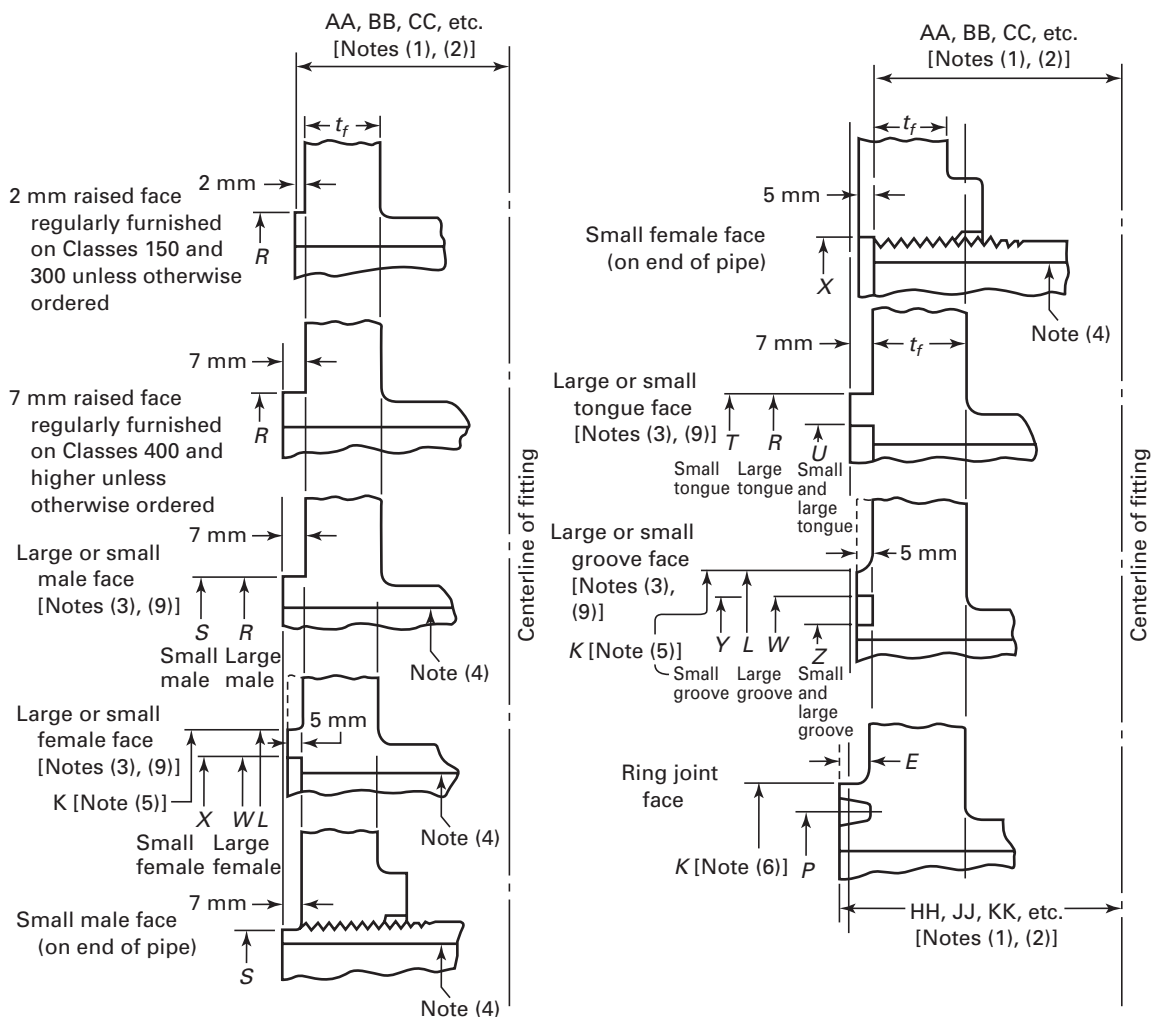 AA, BB, CC, etc.
[Notes (1), (2)]
t_f
2 mm
2 mm raised face
regularly furnished
on Classes 150 and
300 unless otherwise
ordered
R
7 mm
7 mm raised face
regularly furnished
on Classes 400 and
higher unless
otherwise ordered
R
7 mm
Large or small
male face
[Notes (3), (9)]
S R
Small Large
male male
Note (4)
Large or small
female face
[Notes (3), (9)]
5 mm
K [Note (5)]
X W L
Small Large
female female
Note (4)
7 mm
Small male face
(on end of pipe)
S
Note (4)
Centerline of fitting
AA, BB, CC, etc.
[Notes (1), (2)]
t_f
5 mm
Small female face
(on end of pipe)
X
Note (4)
7 mm
t_f
Large or small
tongue face
[Notes (3), (9)]
T R U
Small Large Small
tongue tongue and
large
tongue
Large or small
groove face
[Notes (3),
(9)]
5 mm
K [Note (5)]
Y L W Z
Small Large Small
groove groove and
large
groove
Ring joint
face
E
K [Note (6)]
P
HH, JJ, KK, etc.
[Notes (1), (2)]
Centerline of fitting